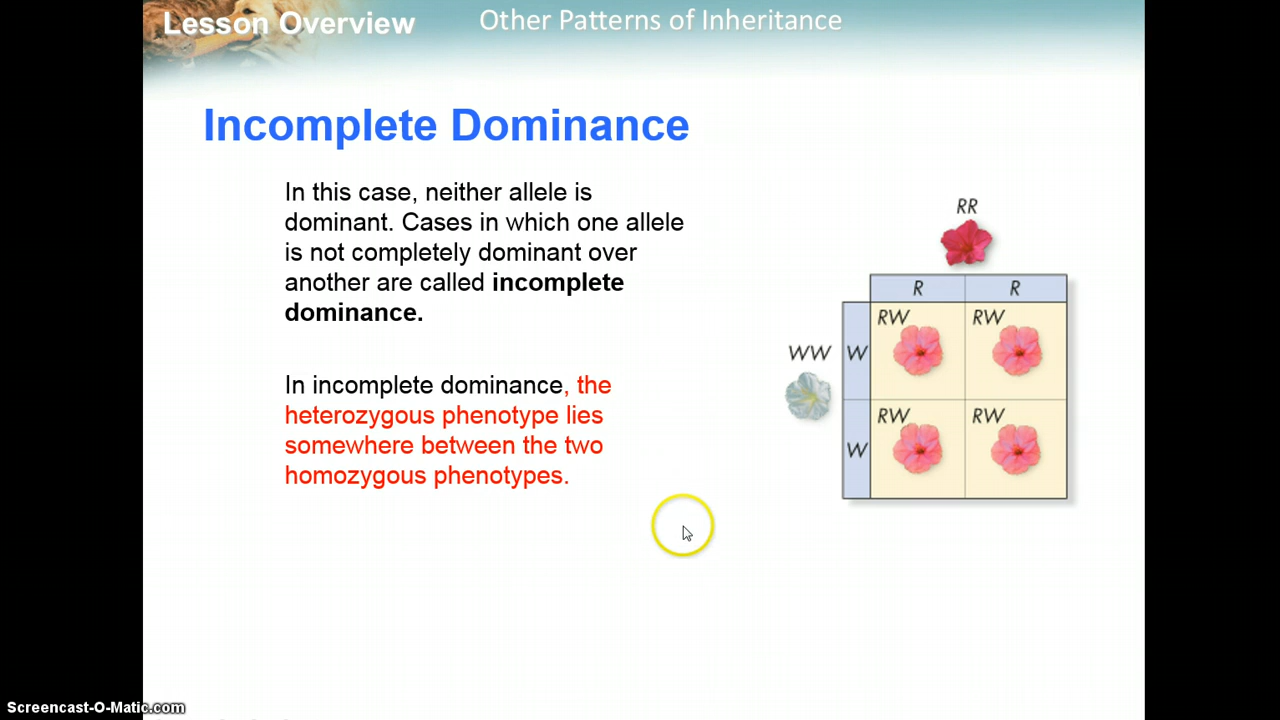 Lesson Overview
Other Patterns of Inheritance
Incomplete Dominance
In this case, neither allele is
dominant. Cases in which one allele
is not completely dominant over
another are called incomplete
dominance.
In incomplete dominance, the
heterozygous phenotype lies
somewhere between the two
homozygous phenotypes.
RR
R R
WW
W
RW RW
W
RW RW
Screencast-O-Matic.com